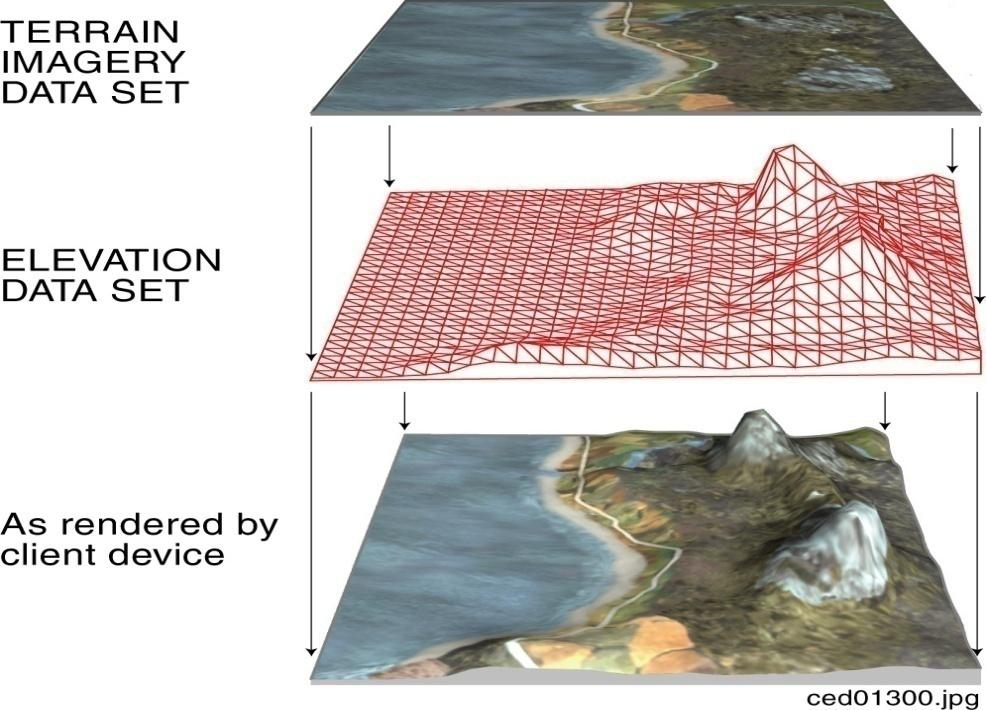 TERRAIN
IMAGERY
DATA SET
ELEVATION
DATA SET
As rendered by
client device
ced01300.jpg